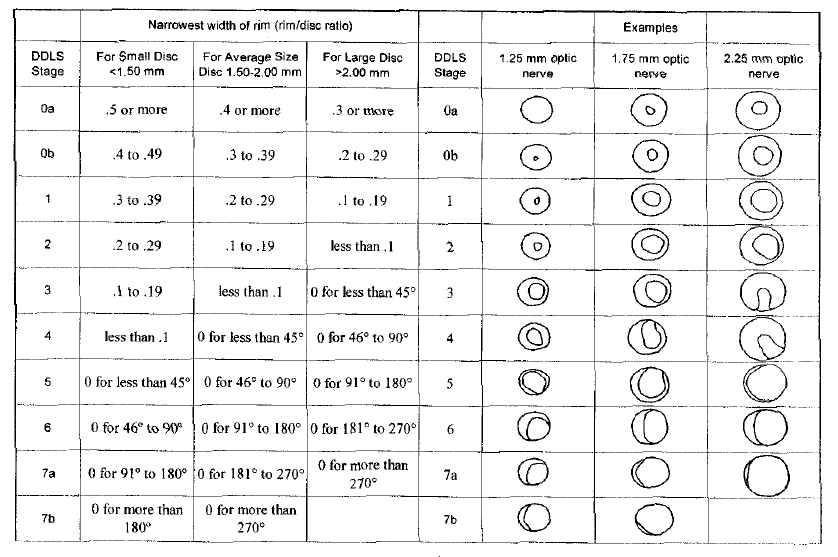 Narrowest width of rim (rim/disc ratio) Examples
DDLS Stage For Small Disc <1.50 mm For Average Size Disc 1.50-2.00 mm For Large Disc >2.00 mm DDLS Stage 1.25 mm optic nerve 1.75 mm optic nerve 2.25 mm optic nerve
0a .5 or more .4 or more .3 or more 0a
0b .4 to .49 .3 to .39 .2 to .29 0b
1 .3 to .39 .2 to .29 .1 to .19 1
2 .2 to .29 .1 to .19 less than .1 2
3 .1 to .19 less than .1 0 for less than 45° 3
4 less than .1 0 for less than 45° 0 for 46° to 90° 4
5 0 for less than 45° 0 for 46° to 90° 0 for 91° to 180° 5
6 0 for 46° to 90° 0 for 91° to 180° 0 for 181° to 270° 6
7a 0 for 91° to 180° 0 for 181° to 270° 0 for more than 270° 7a
7b 0 for more than 180° 0 for more than 270° 7b